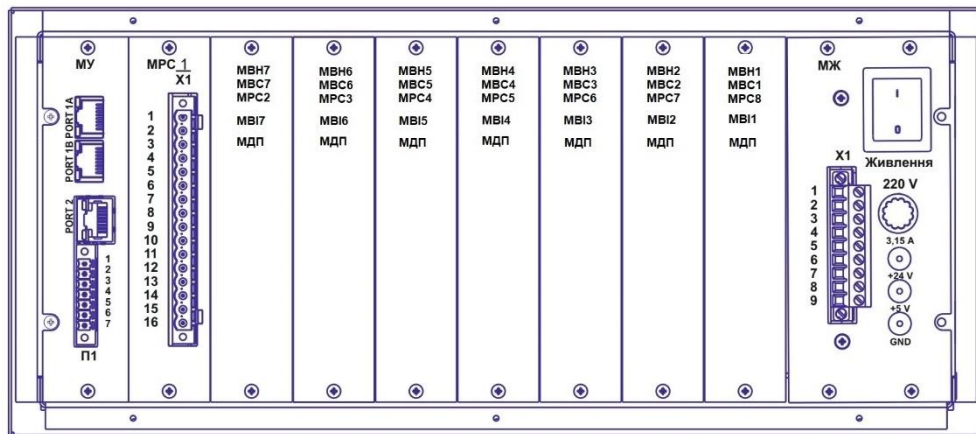 МУ
PORT 1A
PORT 1B
PORT 2
1
2
3
4
5
6
7
П1
МРС 1
X1
1
2
3
4
5
6
7
8
9
10
11
12
13
14
15
16
МВН7
МВС7
МРС2
МВІ7
МДП
МВН6
МВС6
МРС3
МВІ6
МДП
МВН5
МВС5
МРС4
МВІ5
МДП
МВН4
МВС4
МРС5
МВІ4
МДП
МВН3
МВС3
МРС6
МВІ3
МДП
МВН2
МВС2
МРС7
МВІ2
МДП
МВН1
МВС1
МРС8
МВІ1
МДП
МЖ
I
0
Живлення
X1
1
2
3
4
5
6
7
8
9
220 V
3,15 A
+24 V
+5 V
GND